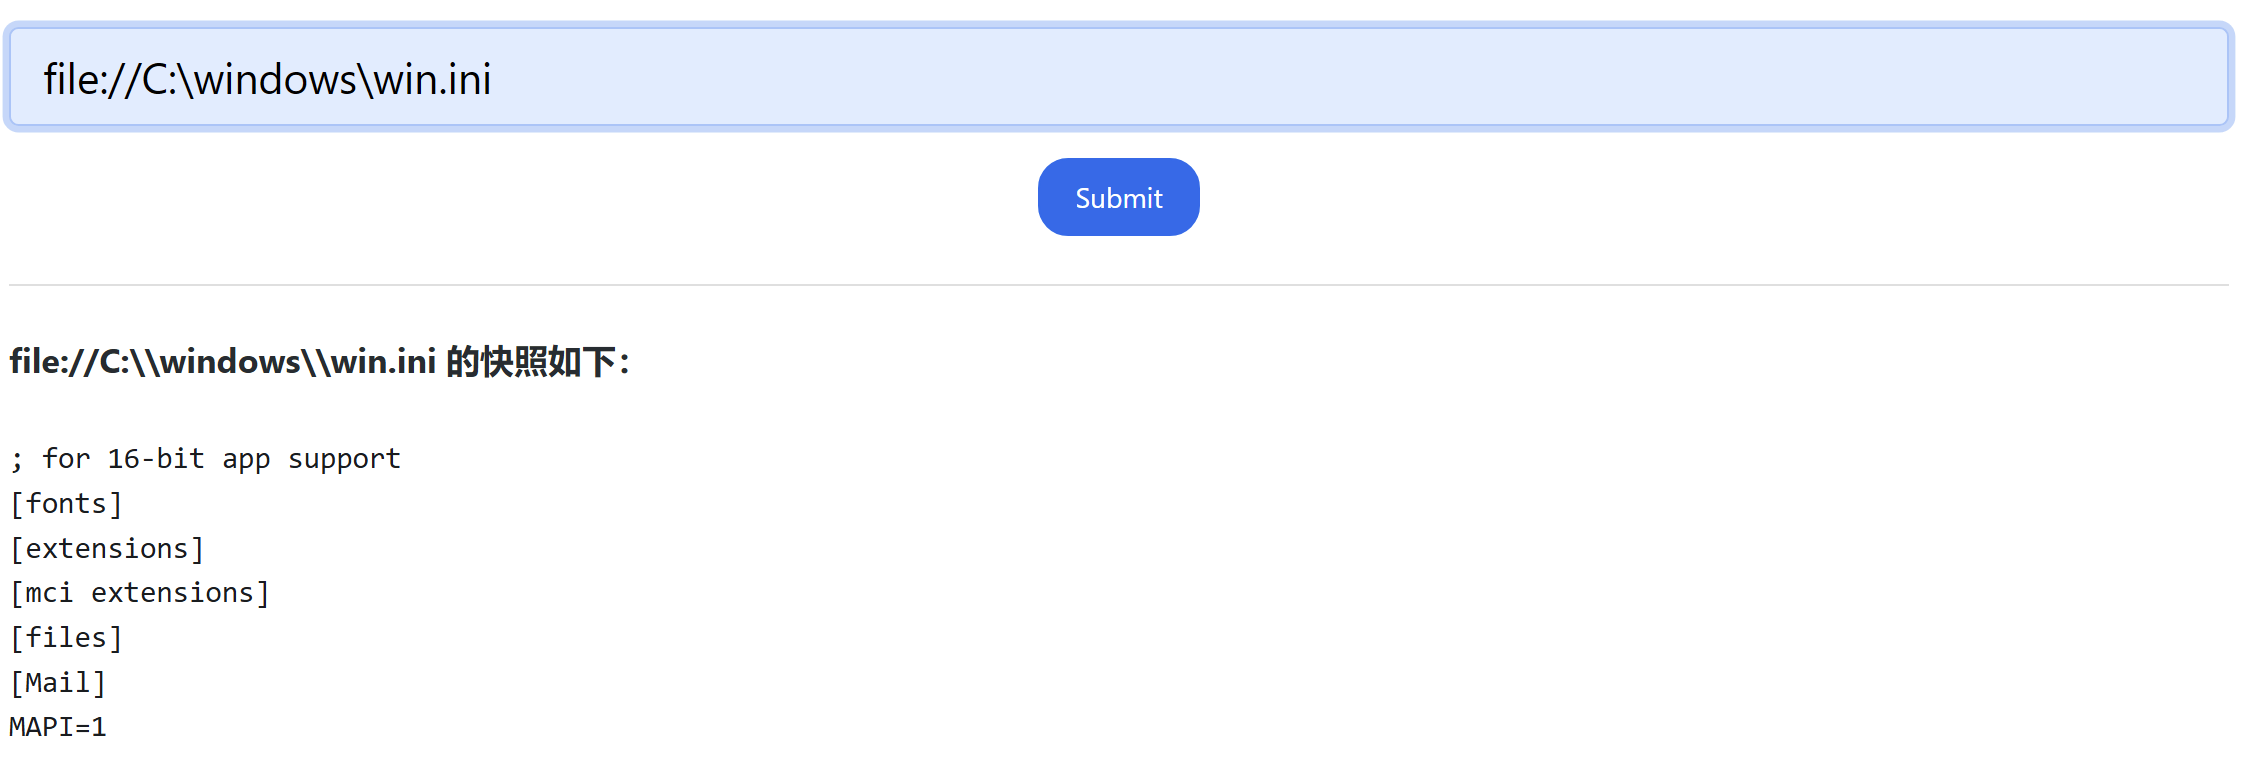 file://C:\windows\win.ini
Submit
file://C:\\windows\\win.ini 的快照如下：
; for 16-bit app support
[fonts]
[extensions]
[mci extensions]
[files]
[Mail]
MAPI=1